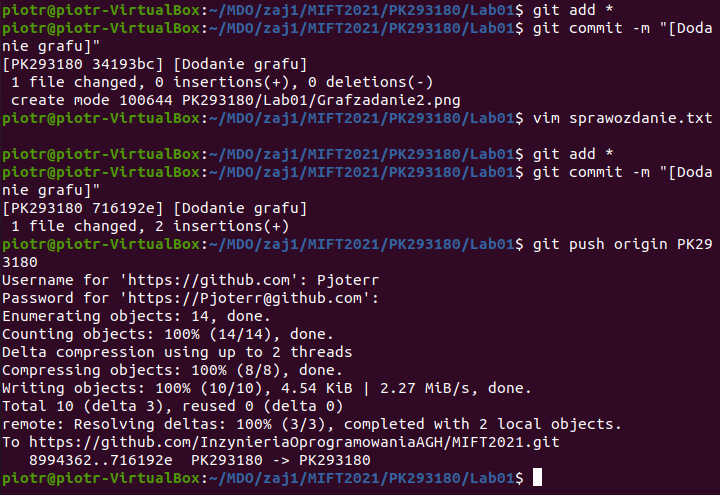 piotr@piotr-VirtualBox:~/MDO/zaj1/MIFT2021/PK293180/Lab01$ git add *
piotr@piotr-VirtualBox:~/MDO/zaj1/MIFT2021/PK293180/Lab01$ git commit -m "[Doda
nie grafu]"
[PK293180 34193bc] [Dodanie grafu]
 1 file changed, 0 insertions(+), 0 deletions(-)
 create mode 100644 PK293180/Lab01/Grafzadanie2.png
piotr@piotr-VirtualBox:~/MDO/zaj1/MIFT2021/PK293180/Lab01$ vim sprawozdanie.txt
piotr@piotr-VirtualBox:~/MDO/zaj1/MIFT2021/PK293180/Lab01$ git add *
piotr@piotr-VirtualBox:~/MDO/zaj1/MIFT2021/PK293180/Lab01$ git commit -m "[Doda
nie grafu]"
[PK293180 716192e] [Dodanie grafu]
 1 file changed, 2 insertions(+)
piotr@piotr-VirtualBox:~/MDO/zaj1/MIFT2021/PK293180/Lab01$ git push origin PK29
3180
Username for 'https://github.com': Pjoterr
Password for 'https://Pjoterr@github.com':
Enumerating objects: 14, done.
Counting objects: 100% (14/14), done.
Delta compression using up to 2 threads
Compressing objects: 100% (8/8), done.
Writing objects: 100% (10/10), 4.54 KiB | 2.27 MiB/s, done.
Total 10 (delta 3), reused 0 (delta 0)
remote: Resolving deltas: 100% (3/3), completed with 2 local objects.
To https://github.com/InzynieriaOprogramowaniaAGH/MIFT2021.git
   8994362..716192e  PK293180 -> PK293180
piotr@piotr-VirtualBox:~/MDO/zaj1/MIFT2021/PK293180/Lab01$